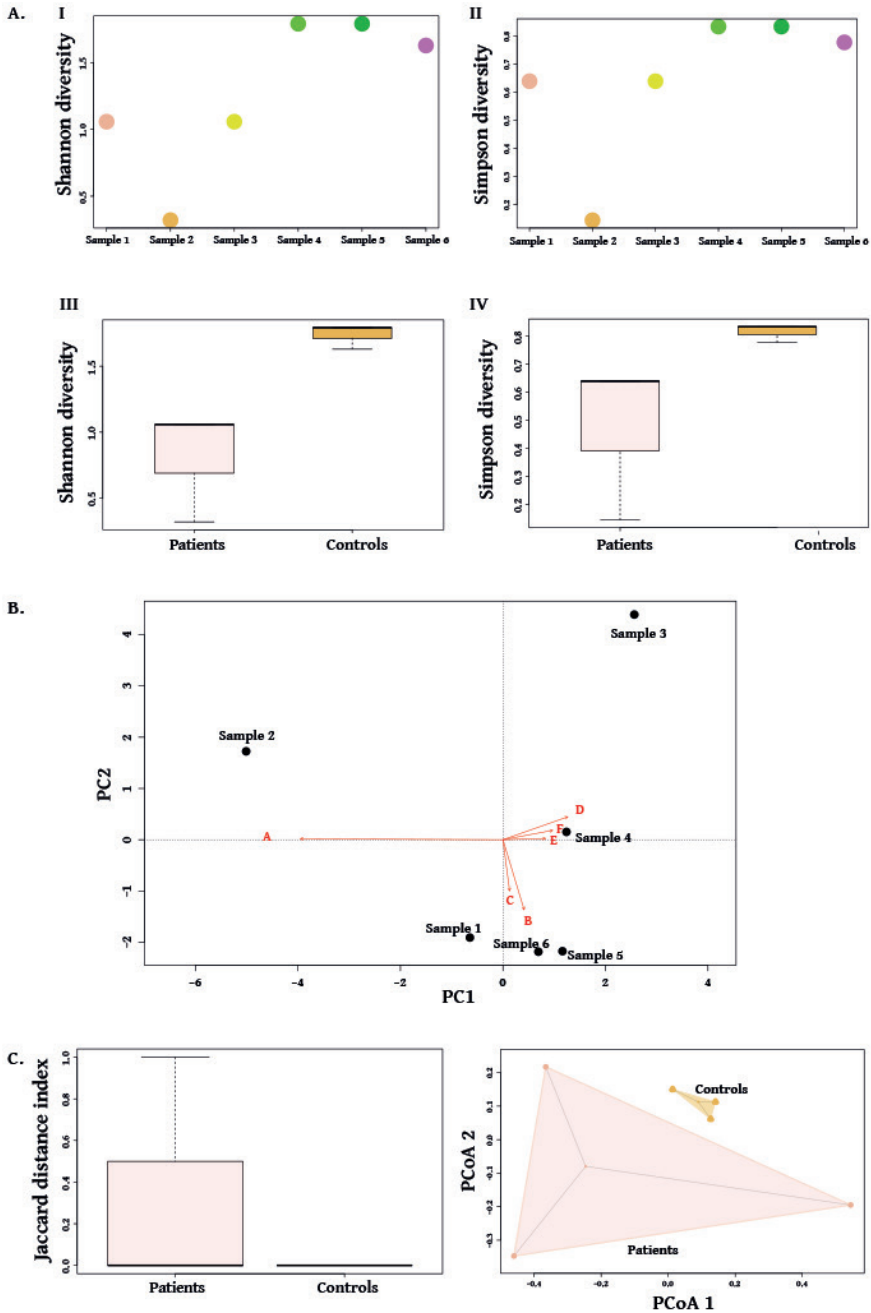 A.
I
Shannon diversity
1.5
1.0
0.5
Sample 1
Sample 2
Sample 3
Sample 4
Sample 5
Sample 6
II
Simpson diversity
0.8
0.7
0.6
0.5
0.4
0.3
0.2
Sample 1
Sample 2
Sample 3
Sample 4
Sample 5
Sample 6
III
Shannon diversity
1.5
1.0
0.5
Patients
Controls
IV
Simpson diversity
0.8
0.7
0.6
0.5
0.4
0.3
0.2
Patients
Controls
B.
PC2
4
3
2
1
0
-1
-2
Sample 3
Sample 2
D
F
A
E
Sample 4
C
B
Sample 1
Sample 6
Sample 5
-6
-4
-2
0
2
4
PC1
C.
Jaccard distance index
1.0
0.8
0.6
0.4
0.2
0.0
Patients
Controls
PCoA 2
0.2
0.1
0.0
-0.1
-0.2
-0.3
Controls
Patients
-0.4
-0.2
0.0
0.2
0.4
PCoA 1